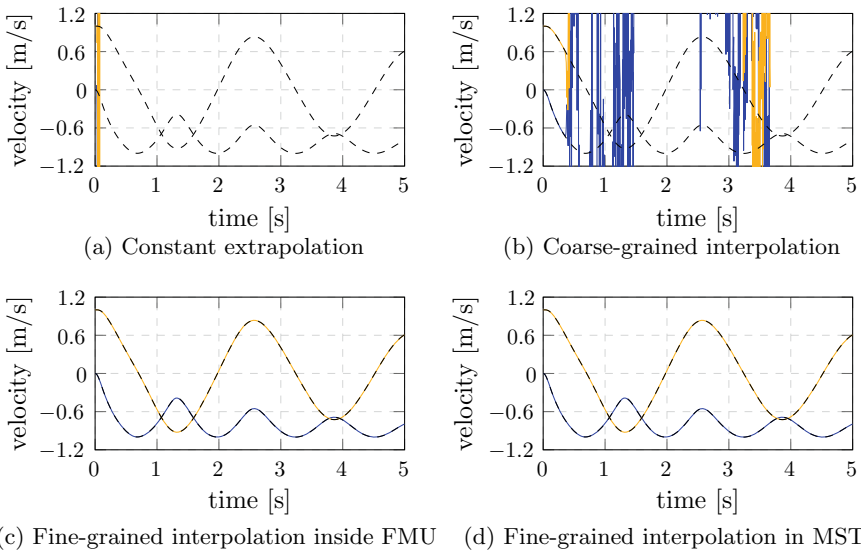 1.2
0.6
0
−0.6
−1.2
velocity [m/s]
0 1 2 3 4 5
time [s]
(a) Constant extrapolation
1.2
0.6
0
−0.6
−1.2
velocity [m/s]
0 1 2 3 4 5
time [s]
(b) Coarse-grained interpolation
1.2
0.6
0
−0.6
−1.2
velocity [m/s]
0 1 2 3 4 5
time [s]
(c) Fine-grained interpolation inside FMU
1.2
0.6
0
−0.6
−1.2
velocity [m/s]
0 1 2 3 4 5
time [s]
(d) Fine-grained interpolation in MST